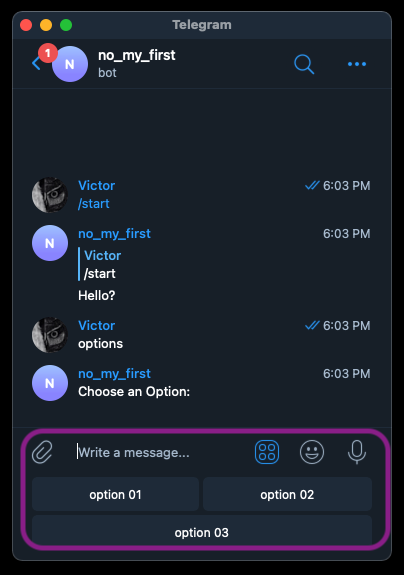 Telegram
1
N
no_my_first
bot
Victor 6:03 PM
/start
N
no_my_first 6:03 PM
Victor
/start
Hello?
Victor 6:03 PM
options
N
no_my_first 6:03 PM
Choose an Option:
Write a message...
option 01 option 02
option 03